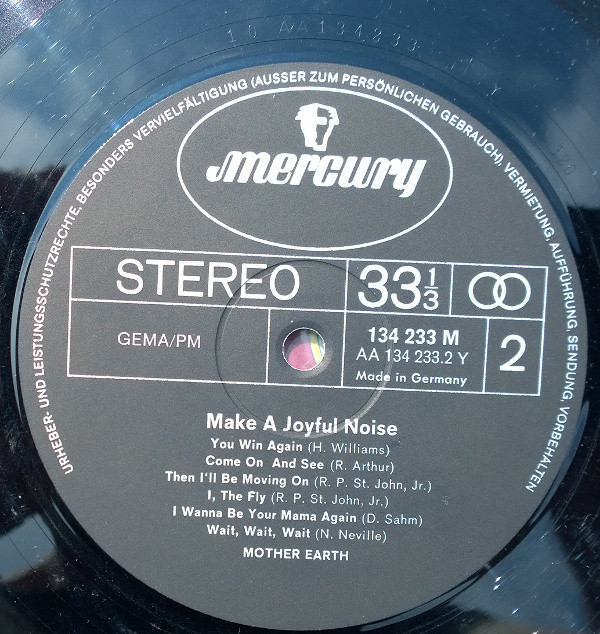 10 AA134233
URHEBER- UND LEISTUNGSSCHUTZRECHTE, BESONDERS VERVIELFÄLTIGUNG (AUSSER ZUM PERSÖNLICHEN GEBRAUCH), VERMIETUNG, AUFFÜHRUNG, SENDUNG, VORBEHALTEN
mercury
STEREO 33 1/3
GEMA/PM
134 233 M
AA 134 233.2 Y
Made in Germany
2
Make A Joyful Noise
You Win Again (H. Williams)
Come On And See (R. Arthur)
Then I'll Be Moving On (R. P. St. John, Jr.)
I, The Fly (R. P. St. John, Jr.)
I Wanna Be Your Mama Again (D. Sahm)
Wait, Wait, Wait (N. Neville)
MOTHER EARTH